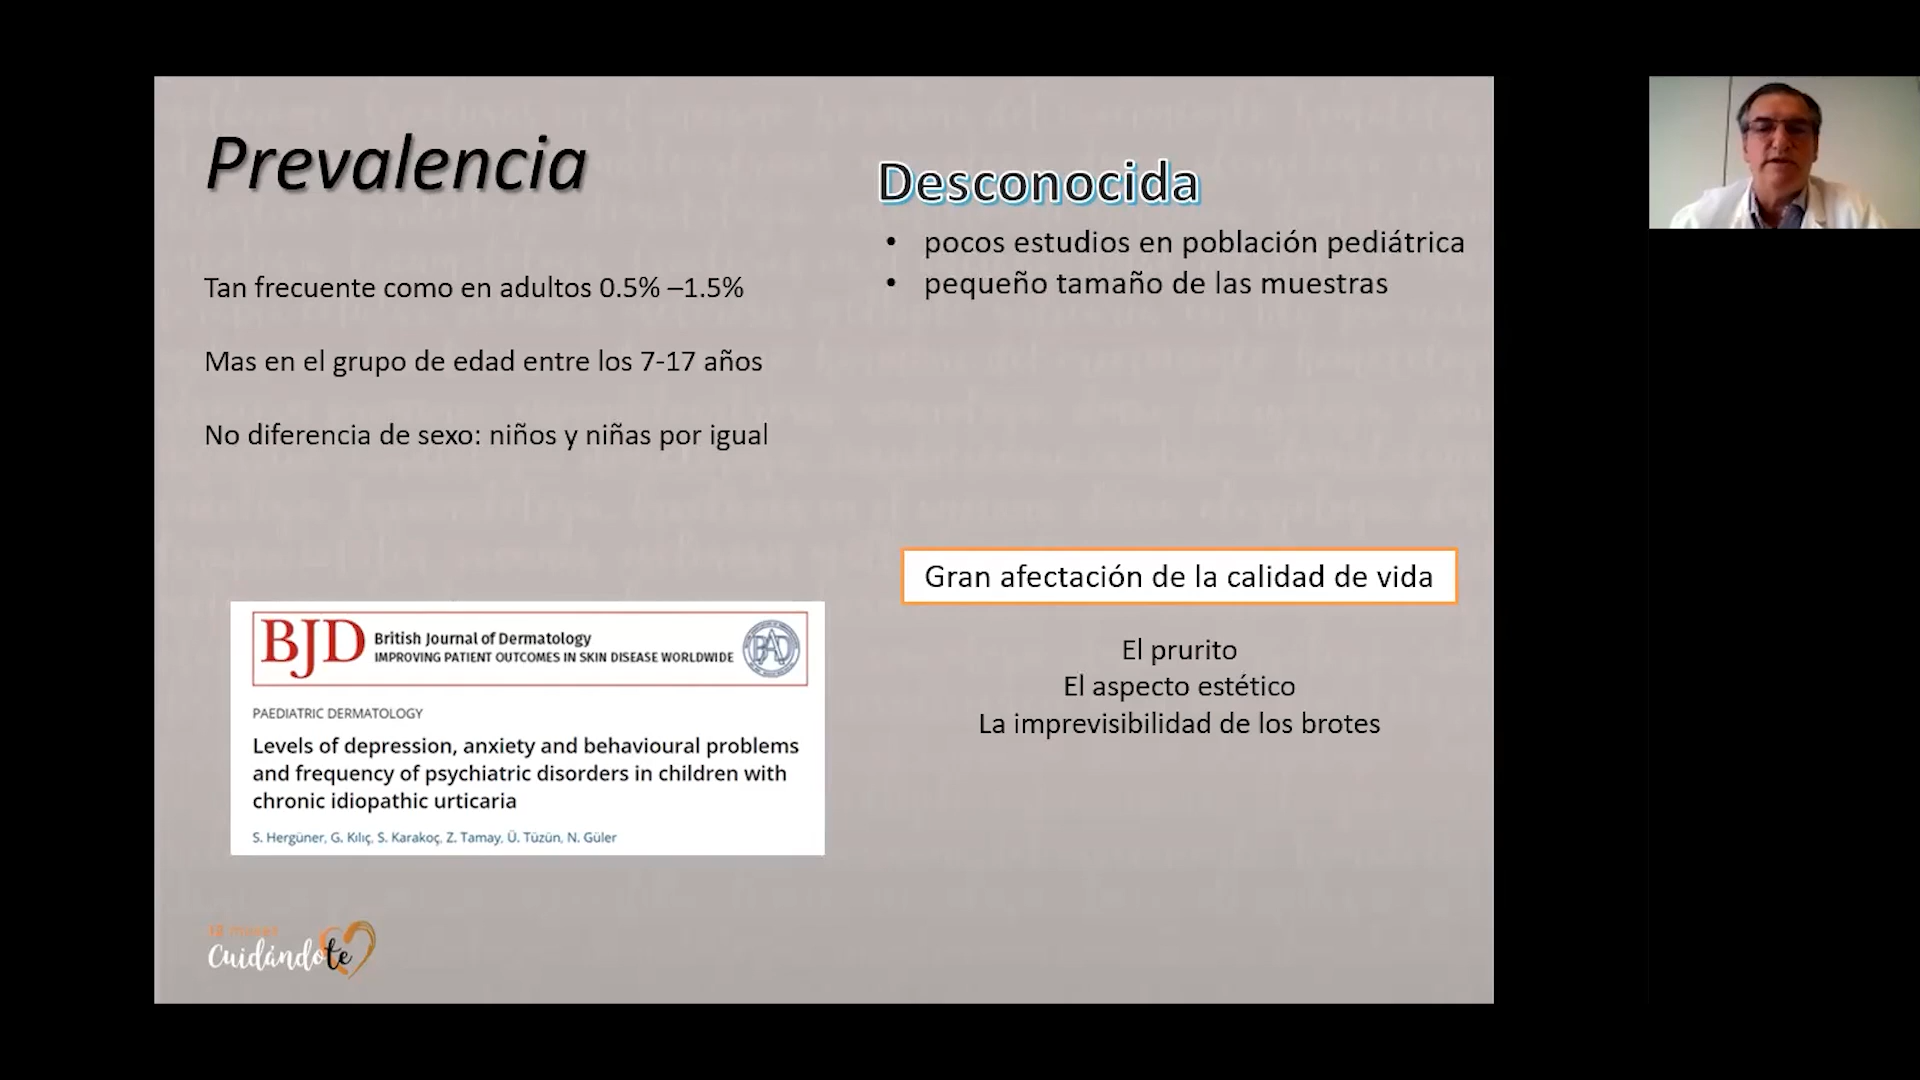 Prevalencia
Tan frecuente como en adultos 0.5% –1.5%
Mas en el grupo de edad entre los 7-17 años
No diferencia de sexo: niños y niñas por igual
Desconocida
• pocos estudios en población pediátrica
• pequeño tamaño de las muestras
Gran afectación de la calidad de vida
El prurito
El aspecto estético
La imprevisibilidad de los brotes
BJD
British Journal of Dermatology
IMPROVING PATIENT OUTCOMES IN SKIN DISEASE WORLDWIDE
BAD
PAEDIATRIC DERMATOLOGY
Levels of depression, anxiety and behavioural problems
and frequency of psychiatric disorders in children with
chronic idiopathic urticaria
S. Hergüner, G. Kılıç, S. Karakoç, Z. Tamay, Ü. Tüzün, N. Güler
Cuidándote